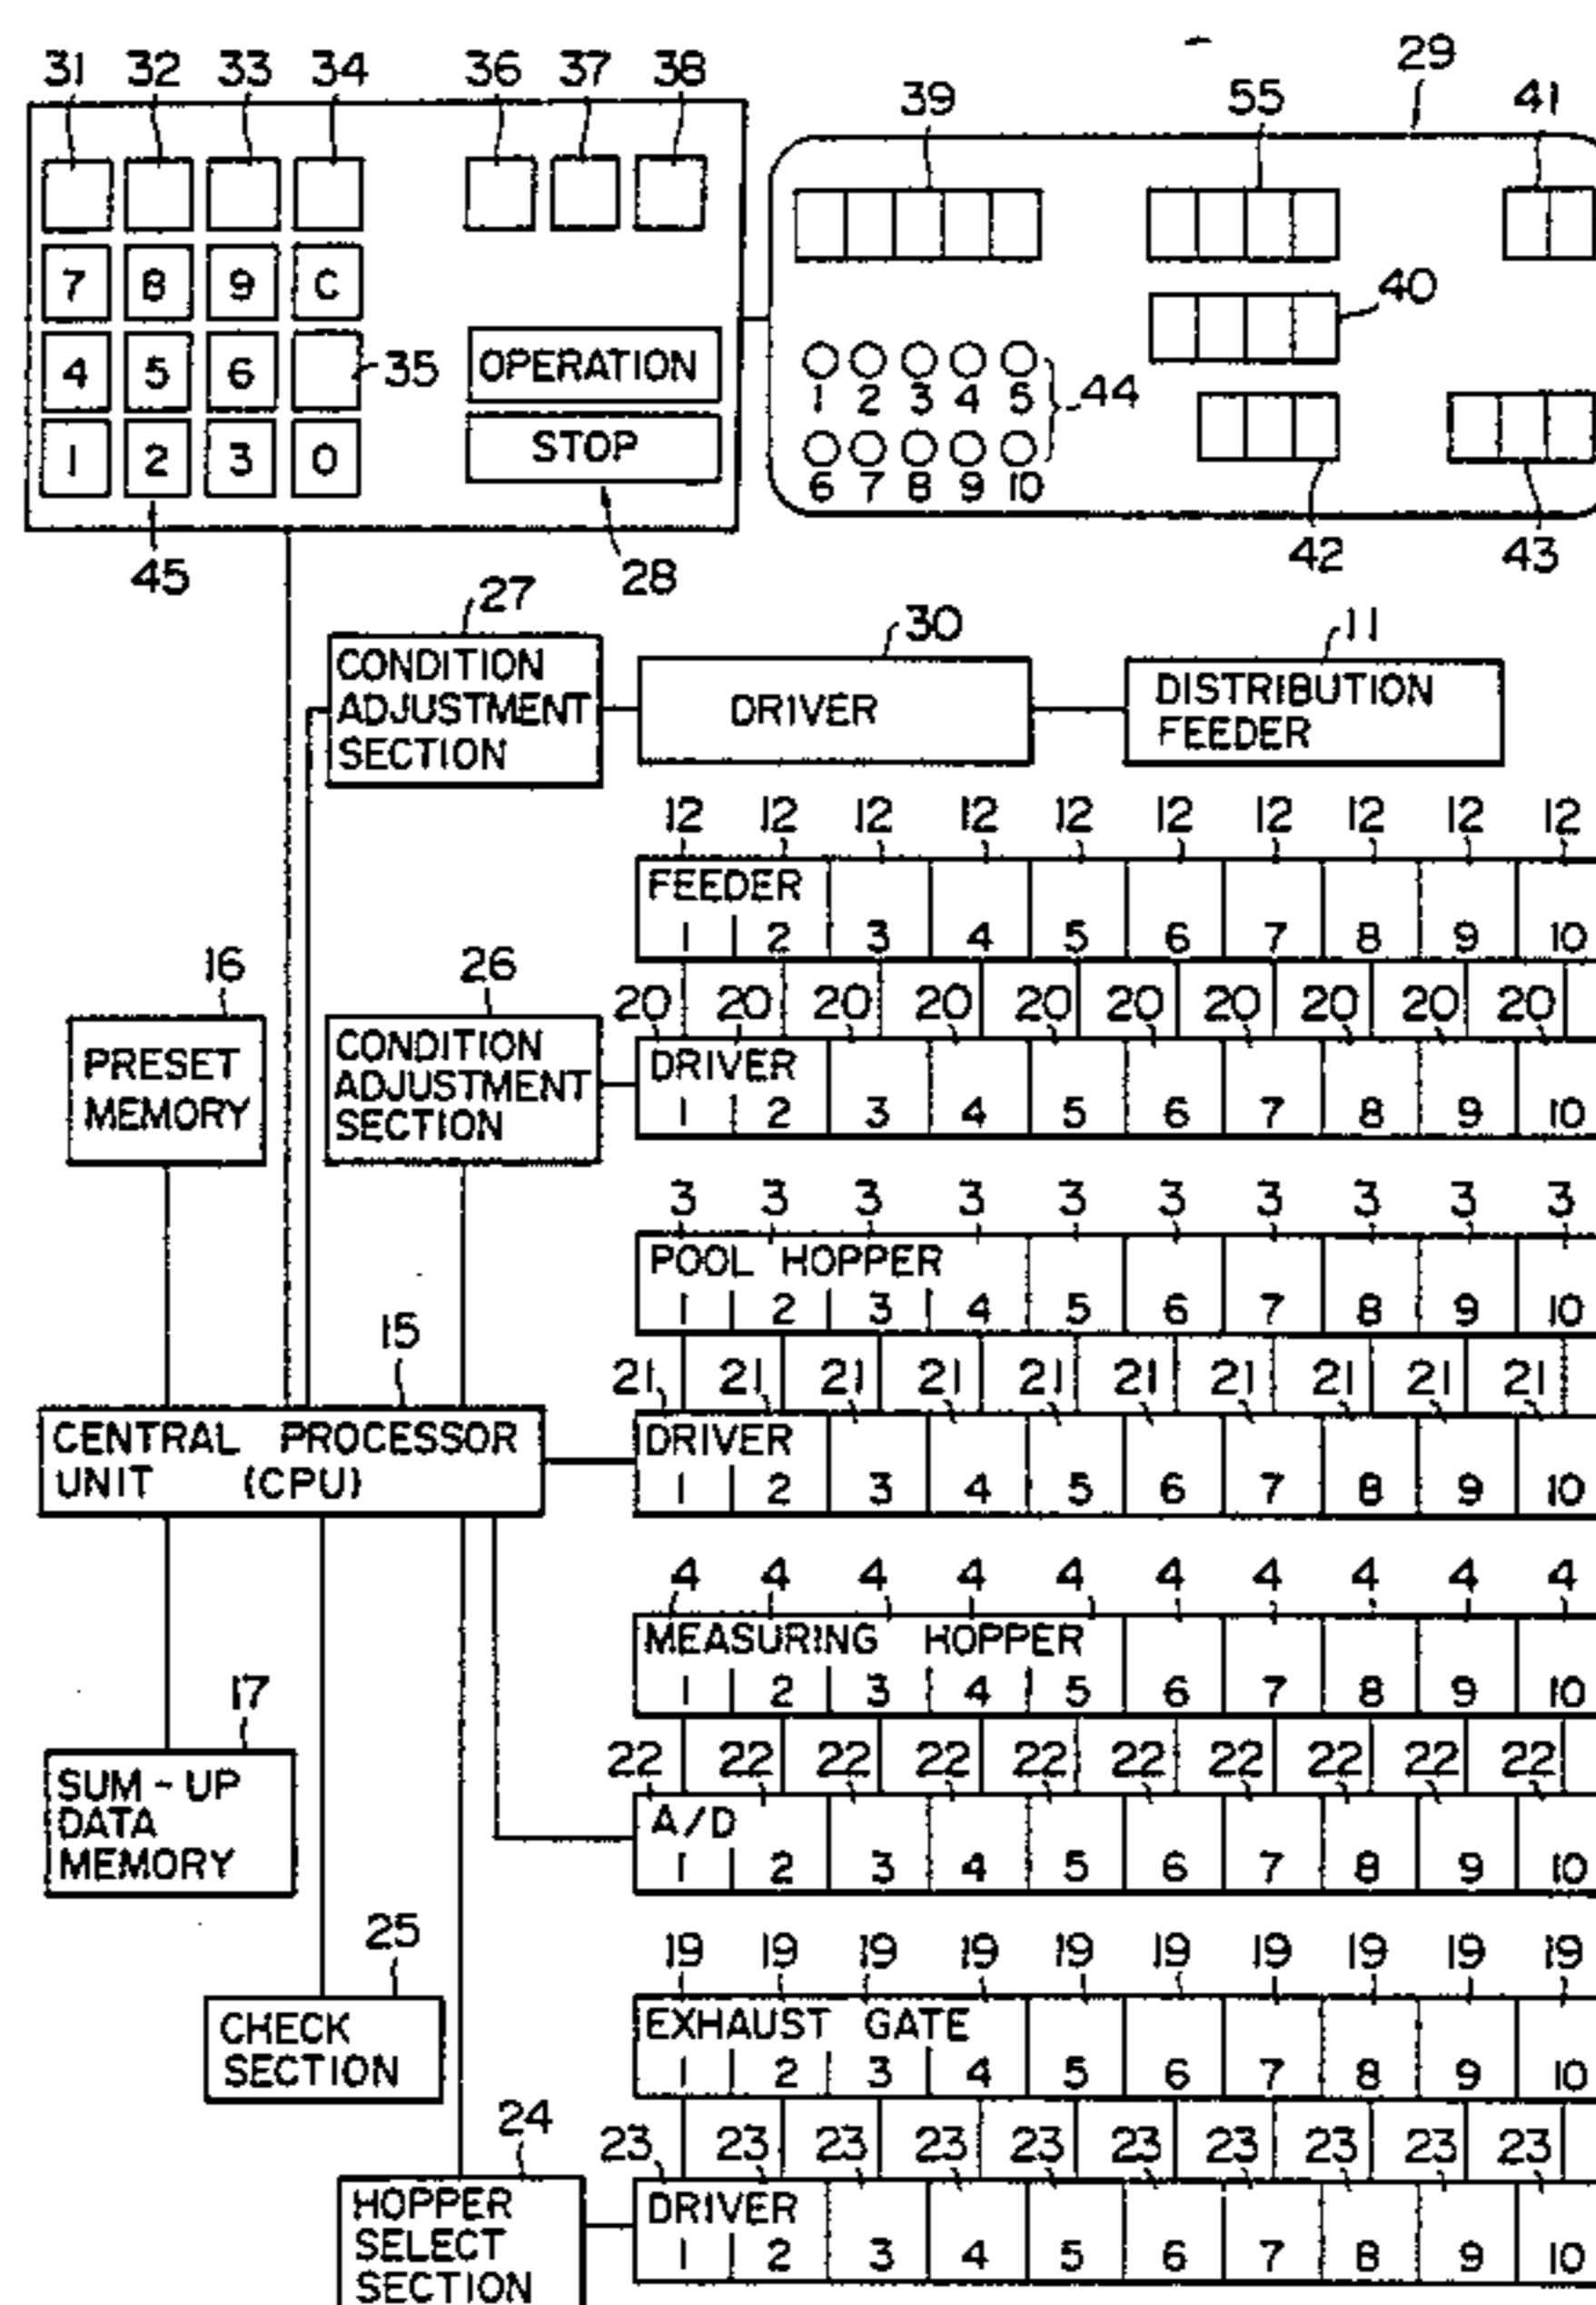 29
31 32 33 34 36 37 38 39 55 41
7 8 9 C
40
4 5 6 35 OPERATION
1 2 3 4 5 44
1 2 3 0 STOP
6 7 8 9 10
45 28 42 43
27 30 11
CONDITION
ADJUSTMENT
SECTION
DRIVER
DISTRIBUTION
FEEDER
12 12 12 12 12 12 12 12 12 12
FEEDER
1 2 3 4 5 6 7 8 9 10
16 26
20 20 20 20 20 20 20 20 20 20
PRESET
MEMORY
CONDITION
ADJUSTMENT
SECTION
DRIVER
1 2 3 4 5 6 7 8 9 10
3 3 3 3 3 3 3 3 3 3
POOL HOPPER
1 2 3 4 5 6 7 8 9 10
15
21 21 21 21 21 21 21 21 21 21
CENTRAL PROCESSOR
UNIT (CPU)
DRIVER
1 2 3 4 5 6 7 8 9 10
4 4 4 4 4 4 4 4 4 4
MEASURING HOPPER
1 2 3 4 5 6 7 8 9 10
17
22 22 22 22 22 22 22 22 22 22
SUM-UP
DATA
MEMORY
A/D
1 2 3 4 5 6 7 8 9 10
25
19 19 19 19 19 19 19 19 19 19
CHECK
SECTION
EXHAUST GATE
1 2 3 4 5 6 7 8 9 10
24
23 23 23 23 23 23 23 23 23 23
HOPPER
SELECT
SECTION
DRIVER
1 2 3 4 5 6 7 8 9 10